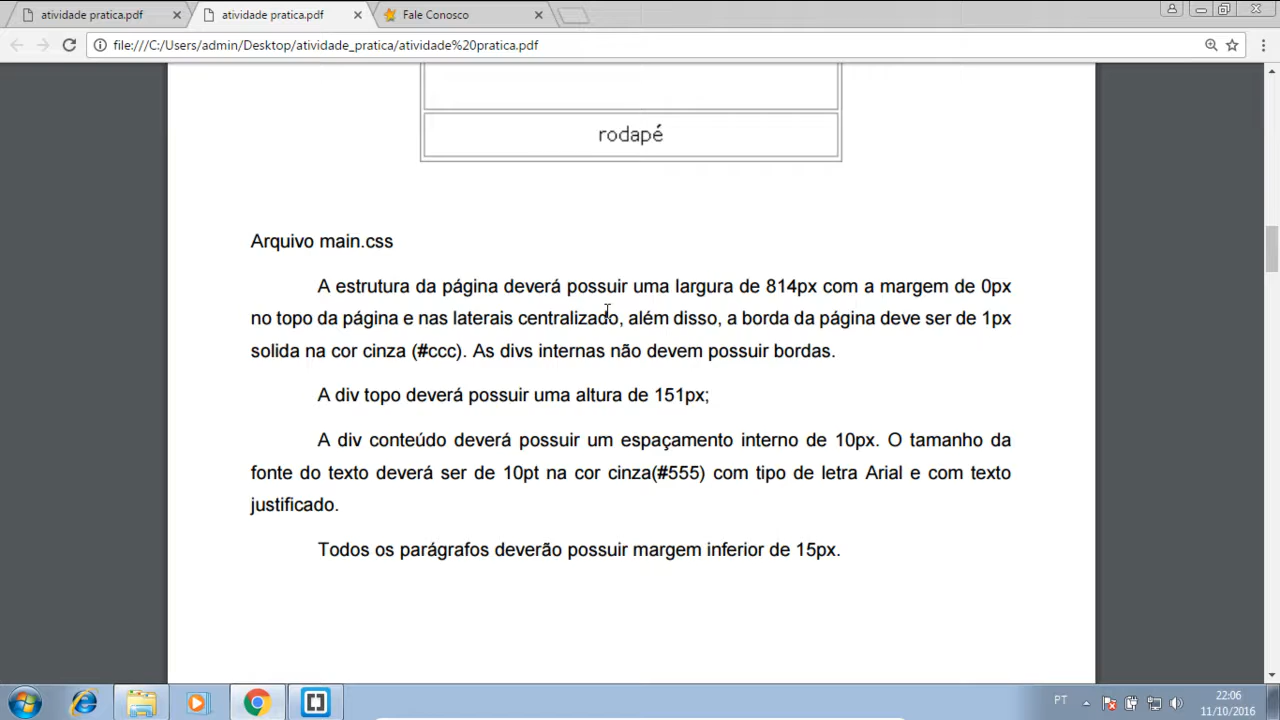 atividade pratica.pdf
atividade pratica.pdf
Fale Conosco
file:///C:/Users/admin/Desktop/atividade_pratica/atividade%20pratica.pdf
rodapé
Arquivo main.css
A estrutura da página deverá possuir uma largura de 814px com a margem de 0px
no topo da página e nas laterais centralizado, além disso, a borda da página deve ser de 1px
solida na cor cinza (#ccc). As divs internas não devem possuir bordas.
A div topo deverá possuir uma altura de 151px;
A div conteúdo deverá possuir um espaçamento interno de 10px. O tamanho da
fonte do texto deverá ser de 10pt na cor cinza(#555) com tipo de letra Arial e com texto
justificado.
Todos os parágrafos deverão possuir margem inferior de 15px.
PT
22:06
11/10/2016